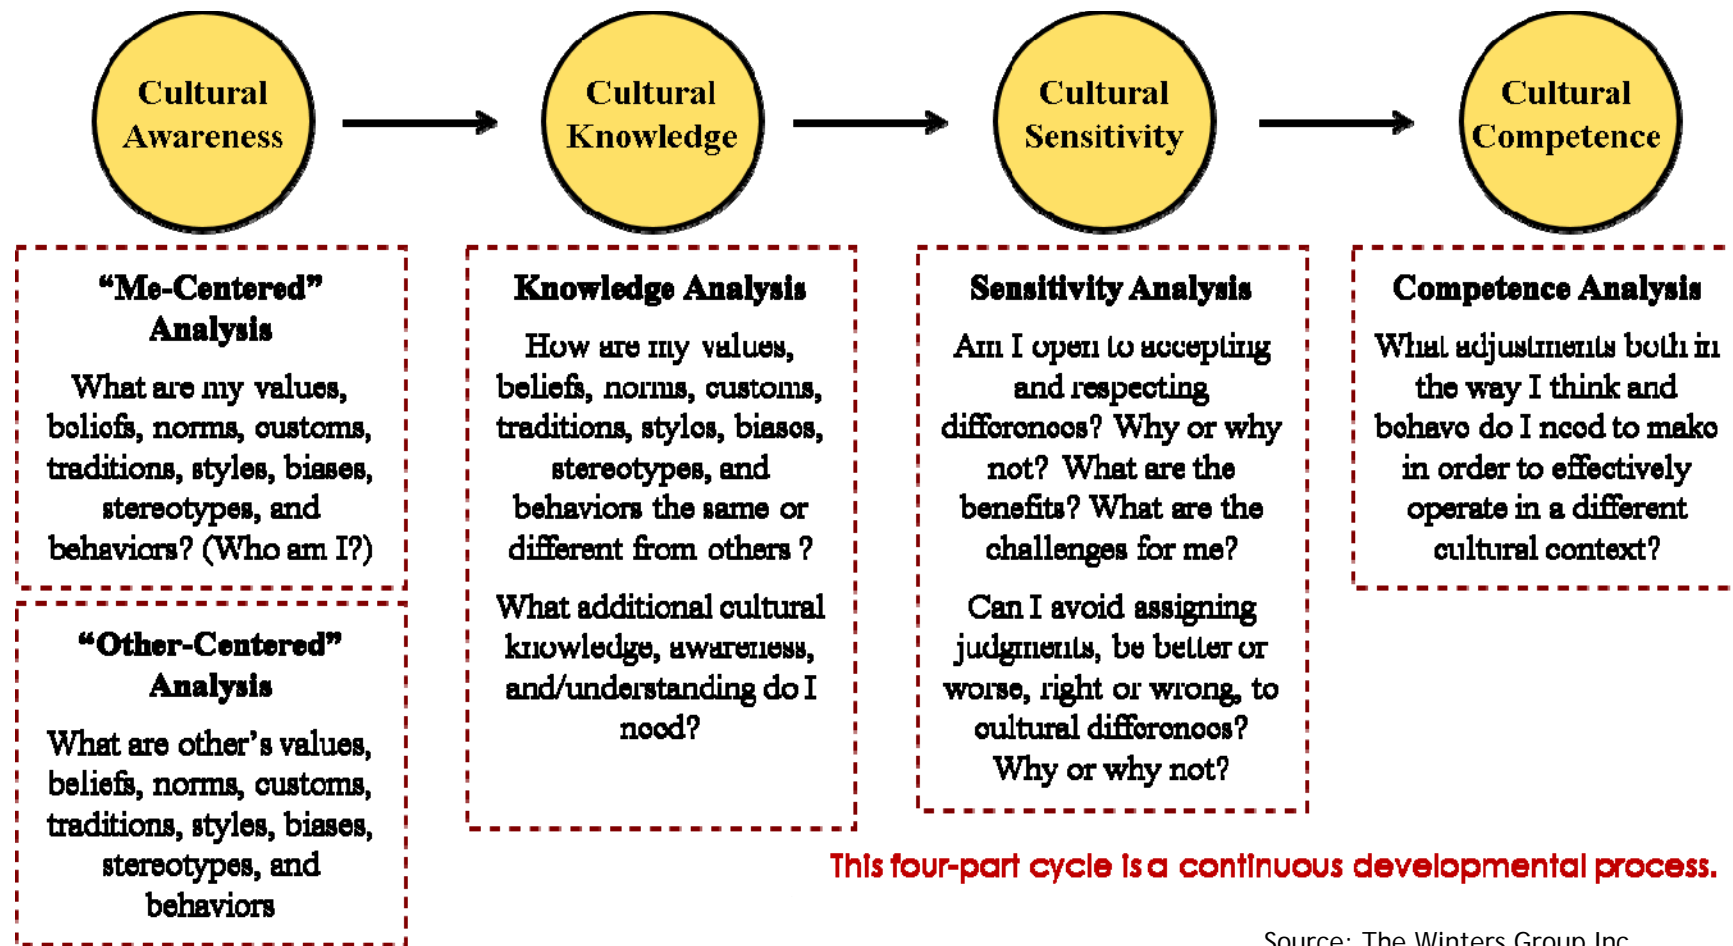 Cultural
Awareness
Cultural
Knowledge
Cultural
Sensitivity
Cultural
Competence
“Me-Centered”
Analysis
What are my values,
beliefs, norms, customs,
traditions, styles, biases,
stereotypes, and
behaviors? (Who am I?)
“Other-Centered”
Analysis
What are other’s values,
beliefs, norms, customs,
traditions, styles, biases,
stereotypes, and
behaviors
Knowledge Analysis
How are my values,
beliefs, norms, customs,
traditions, styles, biases,
stereotypes, and
behaviors the same or
different from others ?
What additional cultural
knowledge, awareness,
and/understanding do I
need?
Sensitivity Analysis
Am I open to accepting
and respecting
differences? Why or why
not? What are the
benefits? What are the
challenges for me?
Can I avoid assigning
judgments, be better or
worse, right or wrong, to
cultural differences?
Why or why not?
Competence Analysis
What adjustments both in
the way I think and
behave do I need to make
in order to effectively
operate in a different
cultural context?
This four-part cycle is a continuous developmental process.
Source: The Winters Group Inc